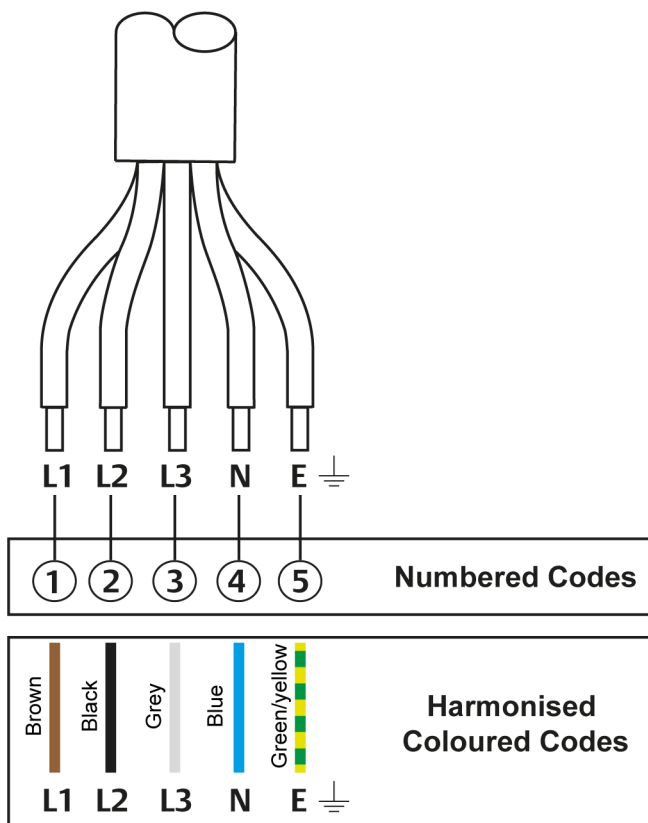 L1 L2 L3 N E
1 2 3 4 5 Numbered Codes
Brown
Black
Grey
Blue
Green/yellow
Harmonised
Coloured Codes
L1 L2 L3 N E